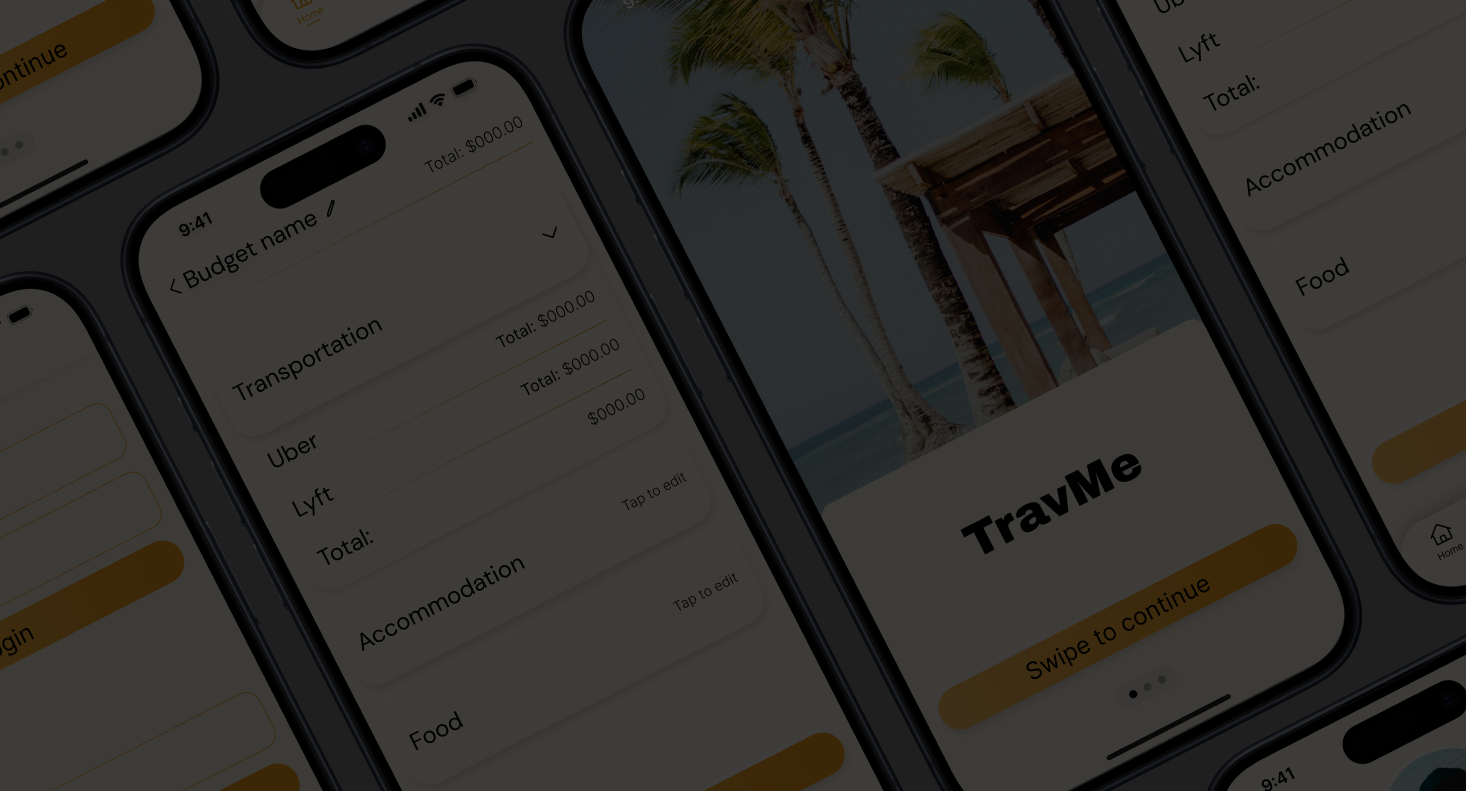 ontinue
Home
9:41
Budget name
Total: $000.00
Transportation
Uber
Total: $000.00
Lyft
Total: $000.00
Total:
$000.00
Accommodation
Tap to edit
Food
Tap to edit
gin
TravMe
Swipe to continue
Lyft
Total:
Accommodation
Food
Home
9:41